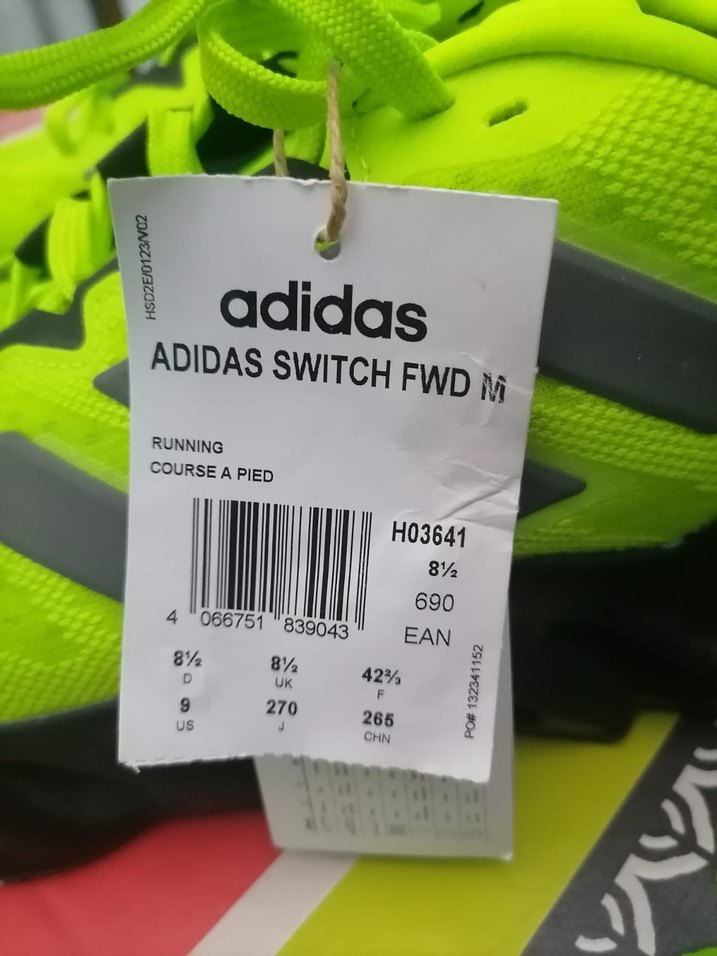 HSD2E/0123/V02
adidas
ADIDAS SWITCH FWD M
RUNNING
COURSE A PIED
H03641
8½
690
EAN
4 066751 839043
8½ 8½ 42⅔
D UK F
9 270 265
US J CHN
PO# 132341152